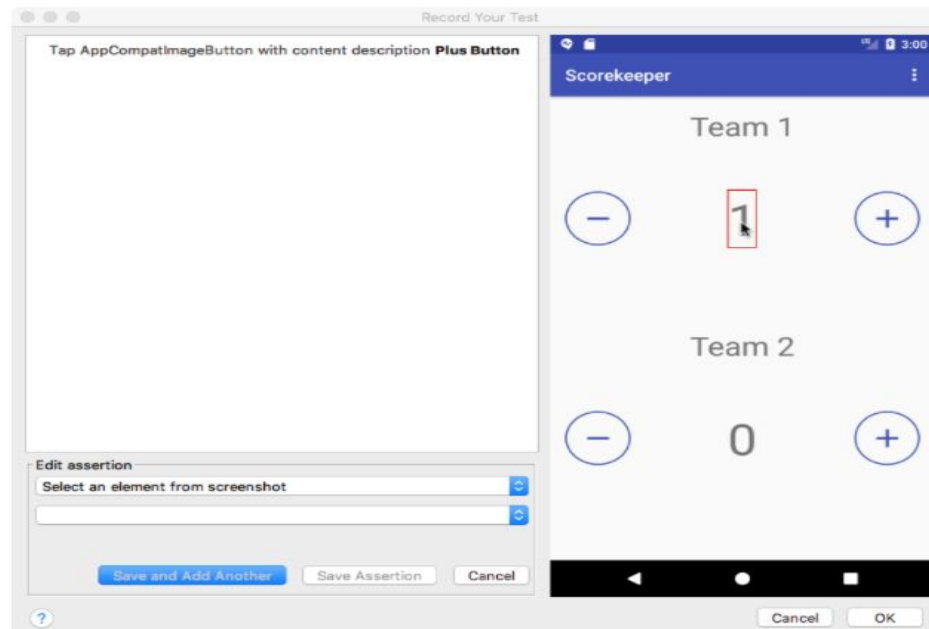 Record Your Test
Tap AppCompatImageButton with content description Plus Button
3:00
Scorekeeper
Team 1
1
Team 2
0
Edit assertion
Select an element from screenshot
Save and Add Another
Save Assertion
Cancel
?
Cancel
OK